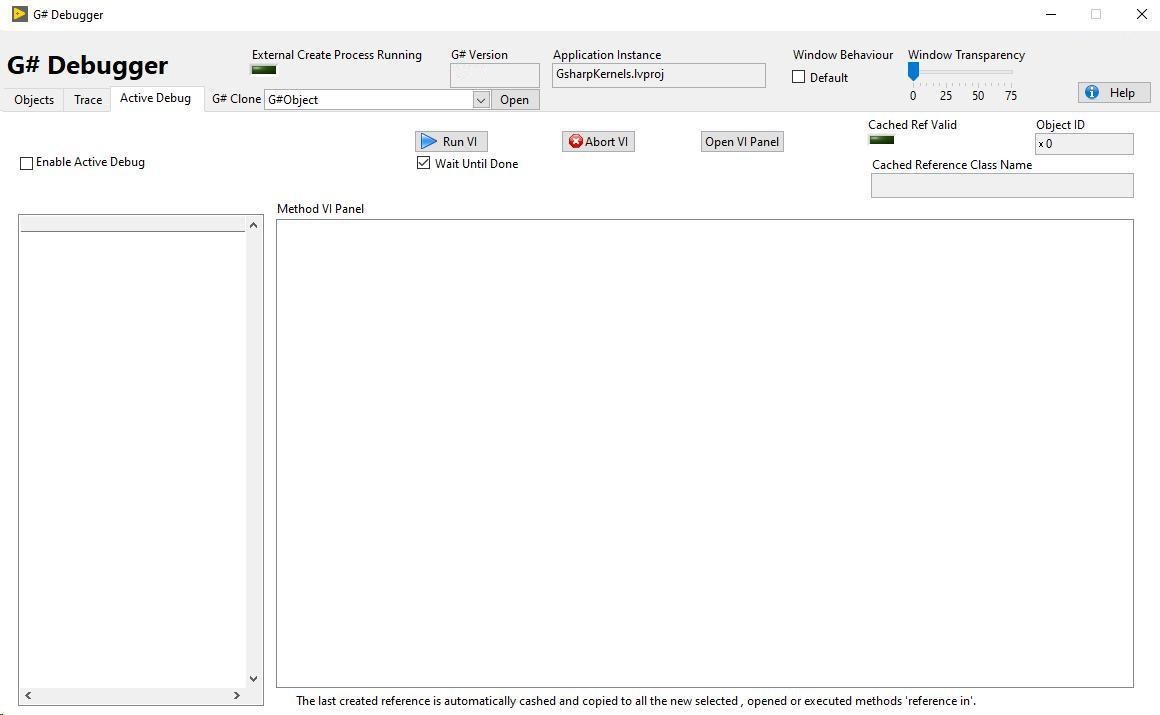 G# Debugger
G# Debugger
External Create Process Running
G# Version
Application Instance
GsharpKernels.lvproj
Window Behaviour
Default
Window Transparency
0 25 50 75
Help
Objects
Trace
Active Debug
G# Clone
G#Object
Open
Enable Active Debug
Run VI
Wait Until Done
Abort VI
Open VI Panel
Cached Ref Valid
Object ID
x 0
Cached Reference Class Name
Method VI Panel
The last created reference is automatically cashed and copied to all the new selected , opened or executed methods 'reference in'.